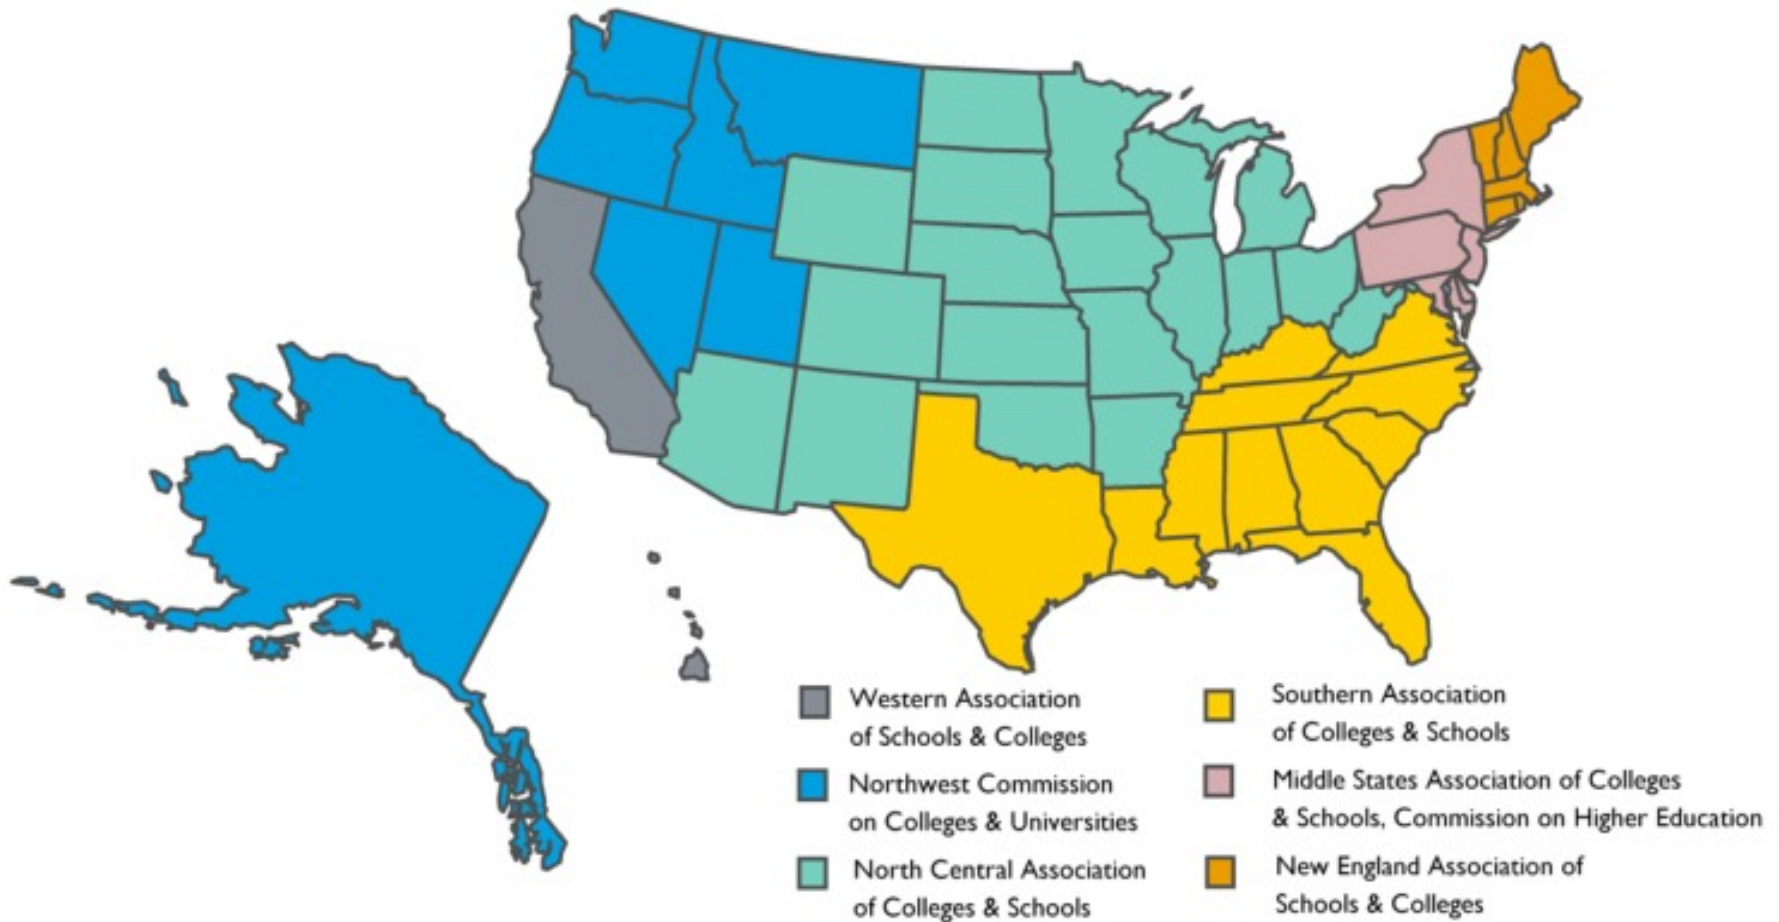 Western Association
of Schools & Colleges
Northwest Commission
on Colleges & Universities
North Central Association
of Colleges & Schools
Southern Association
of Colleges & Schools
Middle States Association of Colleges
& Schools, Commission on Higher Education
New England Association of
Schools & Colleges